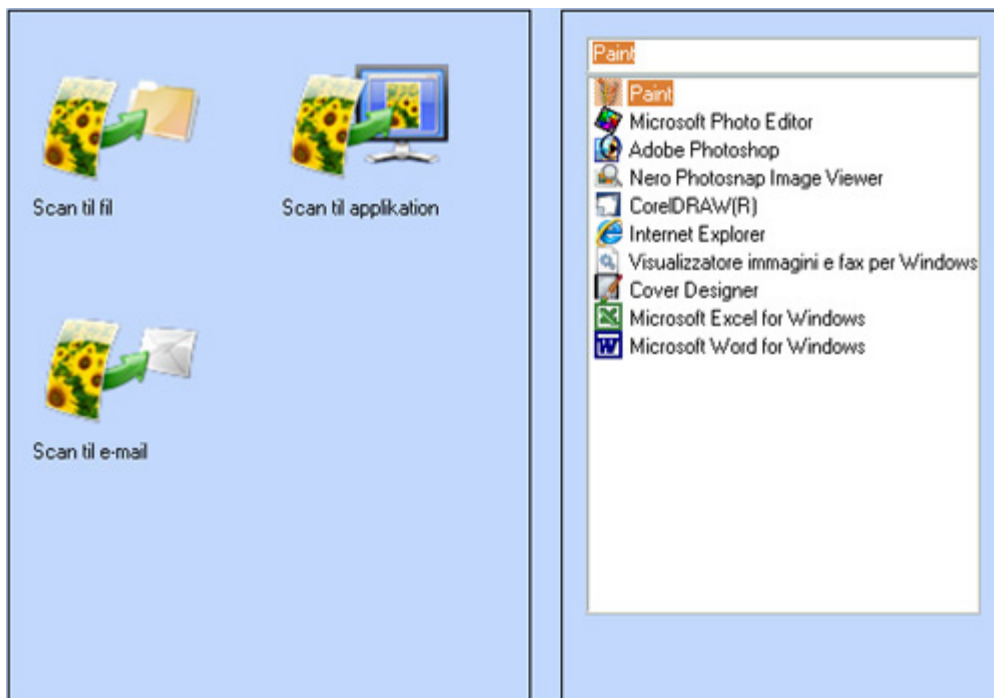 Scan til fil
Scan til applikation
Scan til e-mail
Paint
Paint
Microsoft Photo Editor
Adobe Photoshop
Nero Photosnap Image Viewer
CorelDRAW(R)
Internet Explorer
Visualizzatore immagini e fax per Windows
Cover Designer
Microsoft Excel for Windows
Microsoft Word for Windows